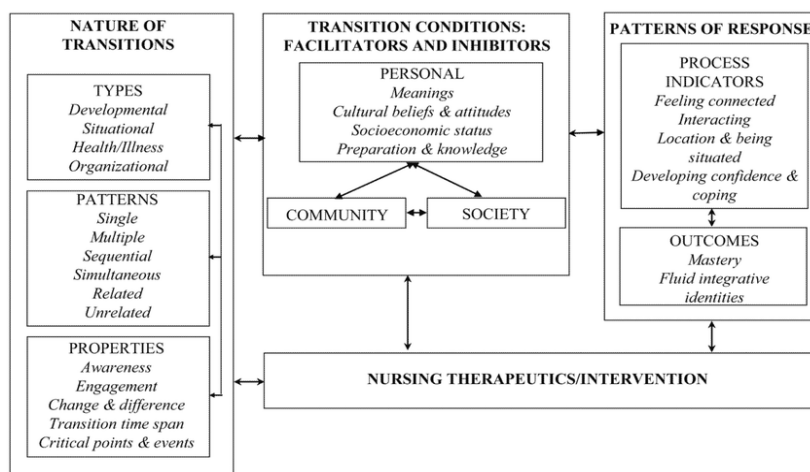 NATURE OF
TRANSITIONS
TYPES
Developmental
Situational
Health/Illness
Organizational
PATTERNS
Single
Multiple
Sequential
Simultaneous
Related
Unrelated
PROPERTIES
Awareness
Engagement
Change & difference
Transition time span
Critical points & events
TRANSITION CONDITIONS:
FACILITATORS AND INHIBITORS
PERSONAL
Meanings
Cultural beliefs & attitudes
Socioeconomic status
Preparation & knowledge
COMMUNITY
SOCIETY
PATTERNS OF RESPONSE
PROCESS
INDICATORS
Feeling connected
Interacting
Location & being
situated
Developing confidence &
coping
OUTCOMES
Mastery
Fluid integrative
identities
NURSING THERAPEUTICS/INTERVENTION